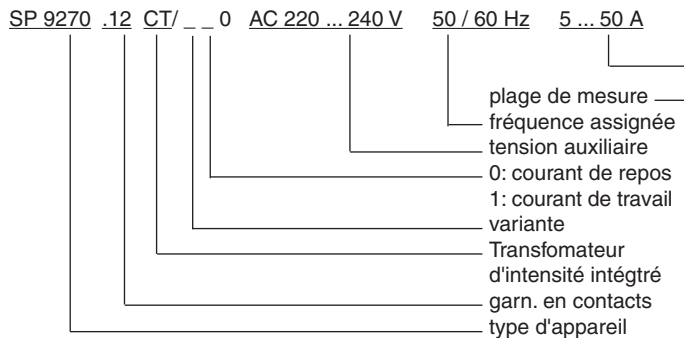 SP 9270 .12 CT/ _ _ 0 AC 220 ... 240 V 50 / 60 Hz 5 ... 50 A
plage de mesure
fréquence assignée
tension auxiliaire
0: courant de repos
1: courant de travail
variante
Transfomateur
d'intensité intégtré
garn. en contacts
type d'appareil